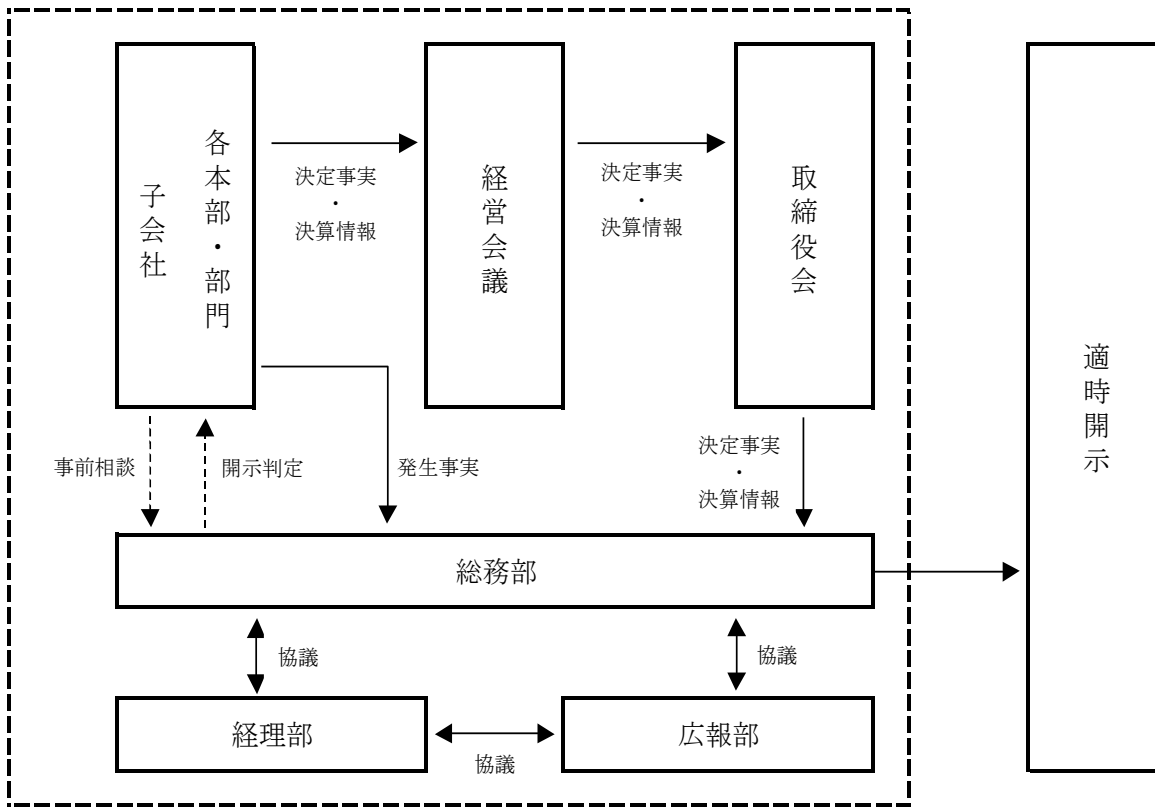 各本部・部門
子会社
決定事実
・
決算情報
経営会議
決定事実
・
決算情報
取締役会
適時開示
事前相談
開示判定
発生事実
決定事実
・
決算情報
総務部
協議
協議
経理部
広報部
協議